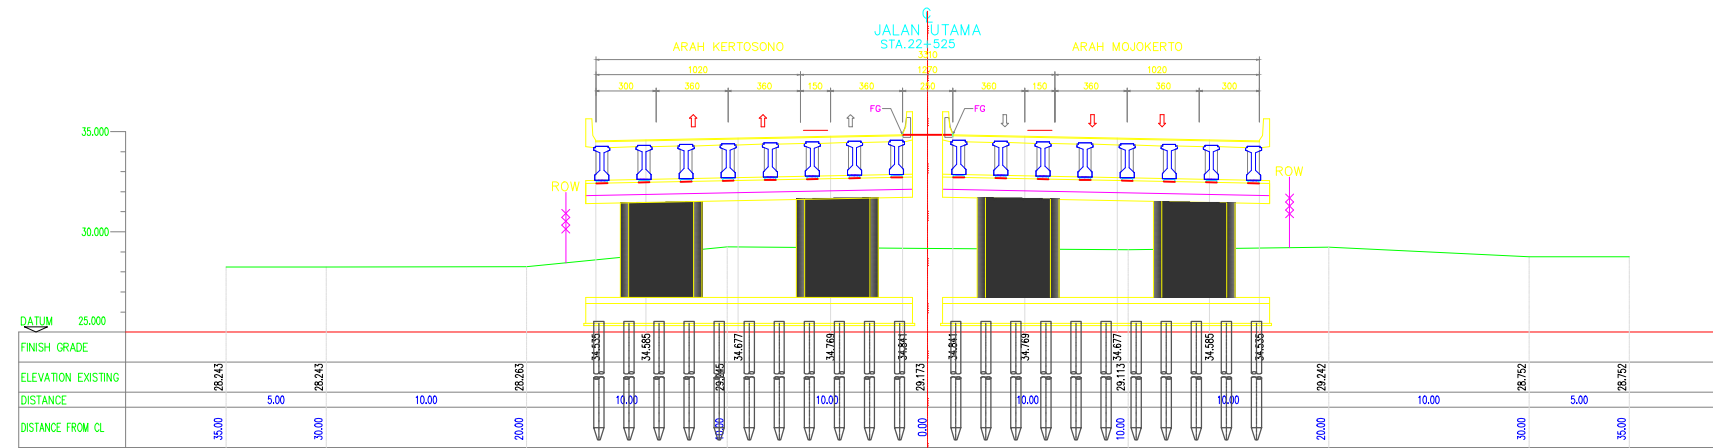 JALAN UTAMA
STA.22+525
ARAH KERTOSONO
ARAH MOJOKERTO
1020 1020
300 360 360 150 360 360 150 360 360 300
FG FG
35.000
ROW ROW
30.000
DATUM 25.000
FINISH GRADE 34.535 34.585 34.677 34.769 34.841 34.841 34.769 34.677 34.585 34.535
ELEVATION EXISTING 28.243 28.243 28.263 29.173 29.113 29.242 28.752 28.752
DISTANCE 5.00 10.00 10.00 10.00 10.00 10.00 10.00 5.00
DISTANCE FROM CL 35.00 30.00 20.00 10.00 0.00 10.00 20.00 30.00 35.00